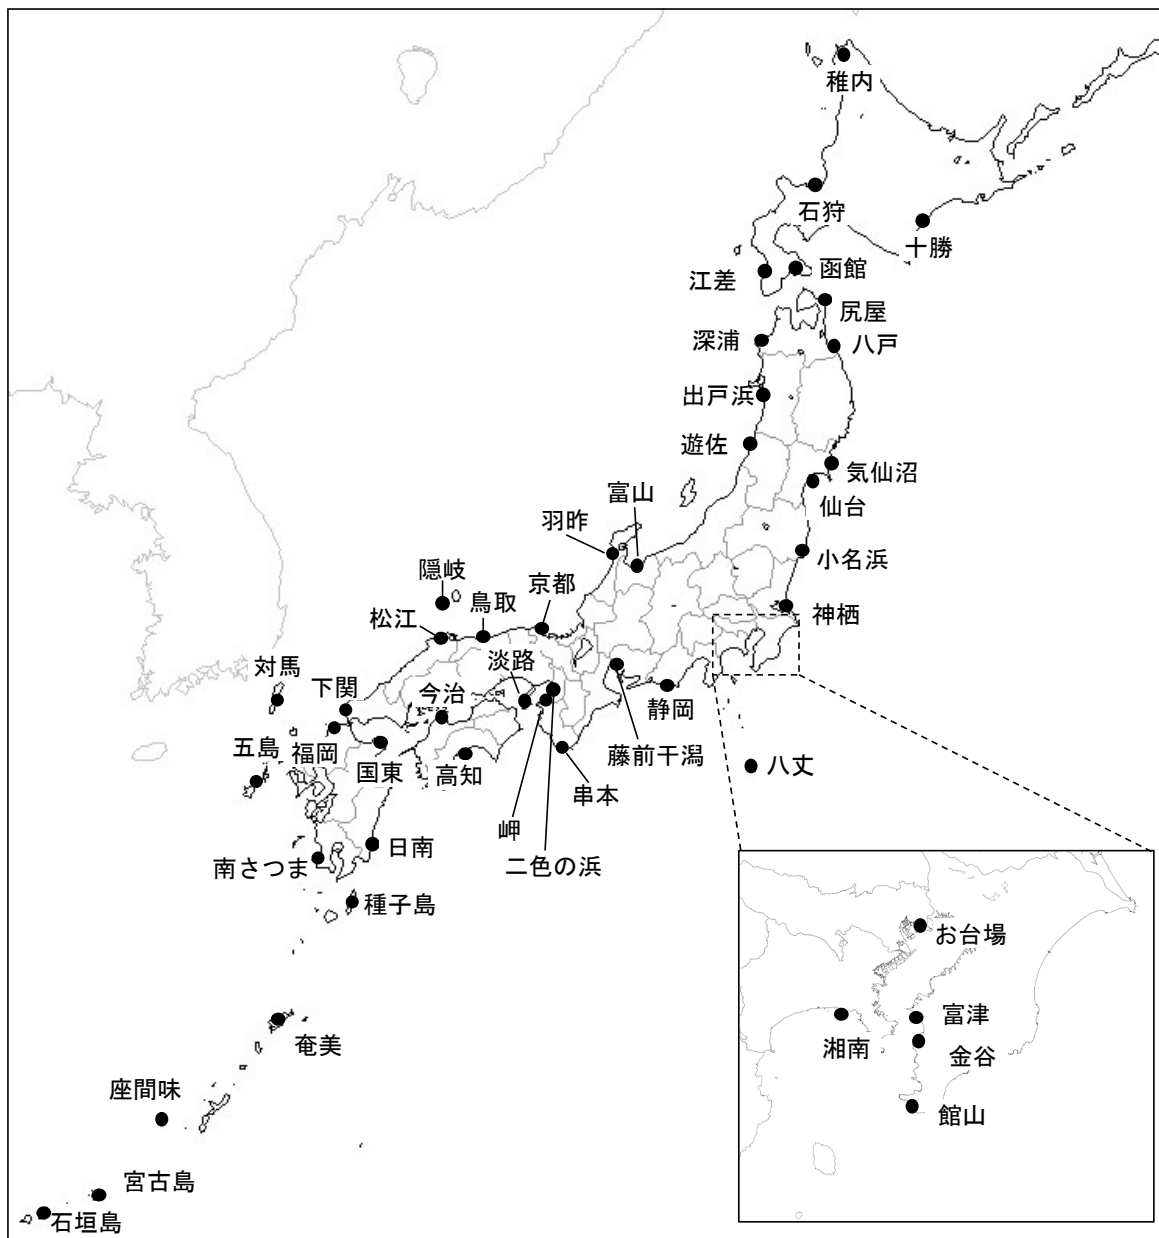 稚内
石狩
十勝
函館
江差
尻屋
深浦
八戸
出戸浜
遊佐
気仙沼
富山
仙台
羽昨
小名浜
隠岐
京都
鳥取
神栖
松江
淡路
対馬
下関
今治
静岡
五島
福岡
藤前干潟
国東
高知
八丈
串本
岬
日南
二色の浜
南さつま
種子島
お台場
富津
奄美
湘南
金谷
座間味
館山
宮古島
石垣島